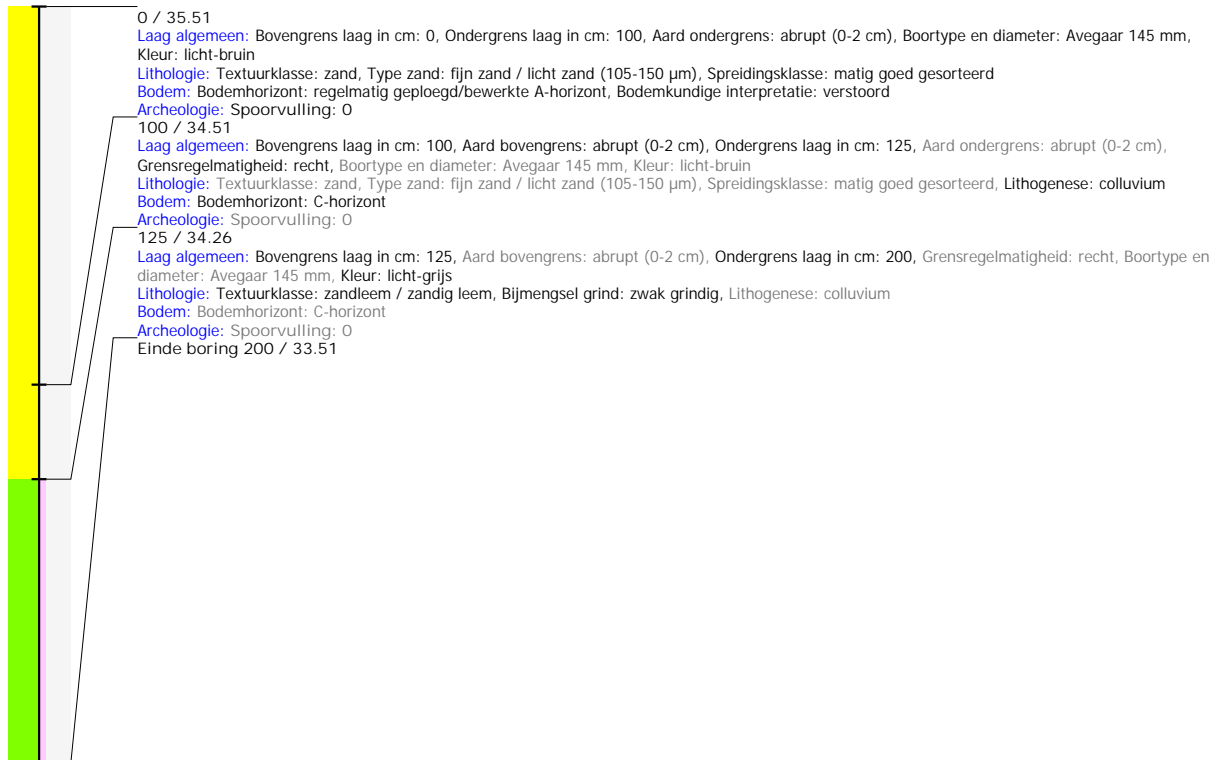 0 / 35.51
Laag algemeen: Bovengrens laag in cm: 0, Ondergrens laag in cm: 100, Aard ondergrens: abrupt (0-2 cm), Boortype en diameter: Avegaar 145 mm,
Kleur: licht-bruin
Lithologie: Textuurklasse: zand, Type zand: fijn zand / licht zand (105-150 µm), Spreidingsklasse: matig goed gesorteerd
Bodem: Bodemhorizont: regelmatig geploegd/bewerkte A-horizont, Bodemkundige interpretatie: verstoord
Archeologie: Spoorvulling: 0
100 / 34.51
Laag algemeen: Bovengrens laag in cm: 100, Aard bovengrens: abrupt (0-2 cm), Ondergrens laag in cm: 125, Aard ondergrens: abrupt (0-2 cm),
Grensregelmatigheid: recht, Boortype en diameter: Avegaar 145 mm, Kleur: licht-bruin
Lithologie: Textuurklasse: zand, Type zand: fijn zand / licht zand (105-150 µm), Spreidingsklasse: matig goed gesorteerd, Lithogenese: colluvium
Bodem: Bodemhorizont: C-horizont
Archeologie: Spoorvulling: 0
125 / 34.26
Laag algemeen: Bovengrens laag in cm: 125, Aard bovengrens: abrupt (0-2 cm), Ondergrens laag in cm: 200, Grensregelmatigheid: recht, Boortype en
diameter: Avegaar 145 mm, Kleur: licht-grijs
Lithologie: Textuurklasse: zandleem / zandig leem, Bijmengsel grind: zwak grindig, Lithogenese: colluvium
Bodem: Bodemhorizont: C-horizont
Archeologie: Spoorvulling: 0
Einde boring 200 / 33.51